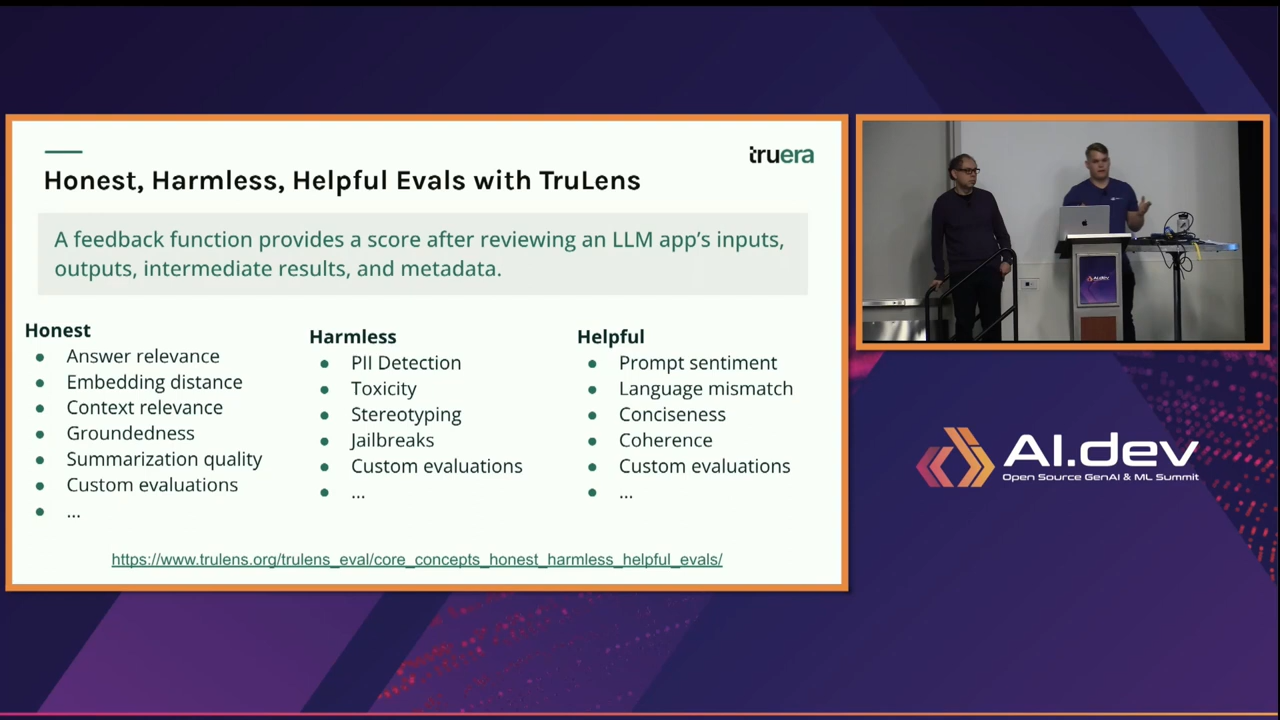 truera
Honest, Harmless, Helpful Evals with TruLens
A feedback function provides a score after reviewing an LLM app's inputs,
outputs, intermediate results, and metadata.
Honest
Answer relevance
Embedding distance
Context relevance
Groundedness
Summarization quality
Custom evaluations
...
Harmless
PII Detection
Toxicity
Stereotyping
Jailbreaks
Custom evaluations
...
Helpful
Prompt sentiment
Language mismatch
Conciseness
Coherence
Custom evaluations
...
https://www.trulens.org/trulens_eval/core_concepts_honest_harmless_helpful_evals/
AI.dev
AI.dev
Open Source GenAI & ML Summit